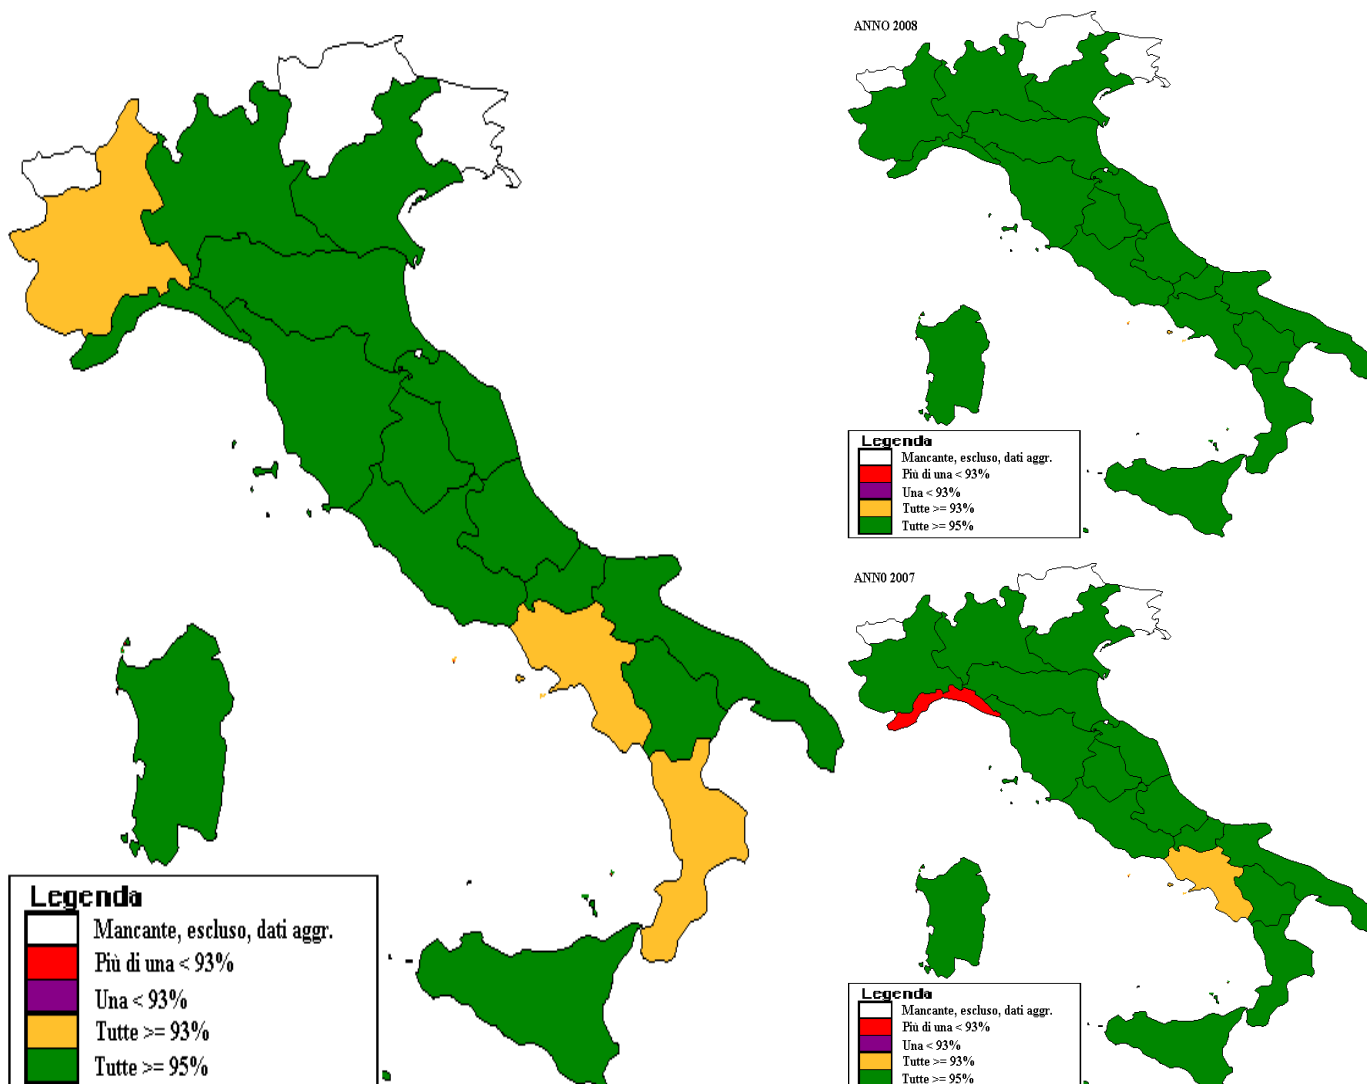 Legenda
Mancante, escluso, dati aggr.
Più di una < 93%
Una < 93%
Tutte >= 93%
Tutte >= 95%
ANNO 2008
Legenda
Mancante, escluso, dati aggr.
Più di una < 93%
Una < 93%
Tutte >= 93%
Tutte >= 95%
ANN0 2007
Legenda
Mancante, escluso, dati aggr.
Più di una < 93%
Una < 93%
Tutte >= 93%
Tutte >= 95%